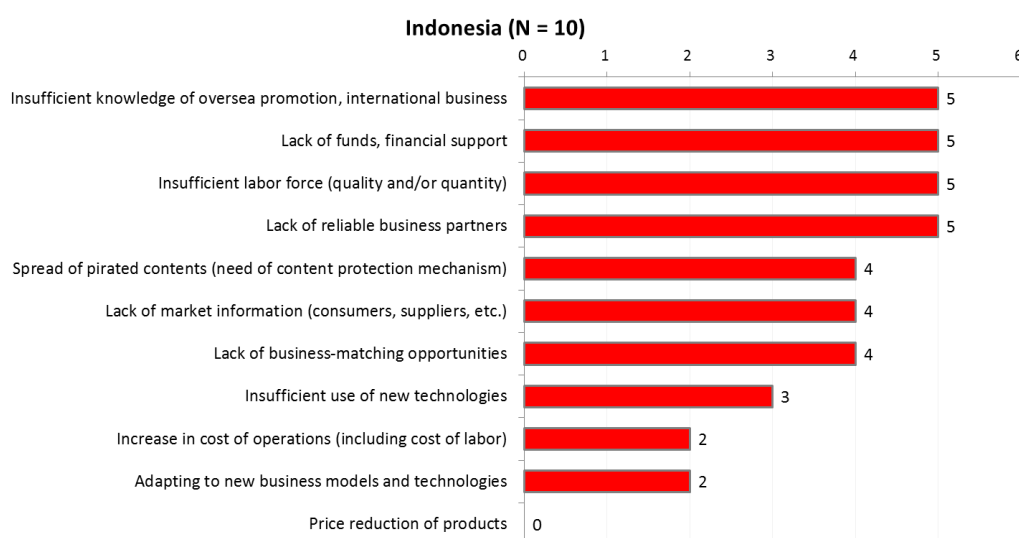 Indonesia (N = 10)
0 1 2 3 4 5 6
Insufficient knowledge of oversea promotion, international business 5
Lack of funds, financial support 5
Insufficient labor force (quality and/or quantity) 5
Lack of reliable business partners 5
Spread of pirated contents (need of content protection mechanism) 4
Lack of market information (consumers, suppliers, etc.) 4
Lack of business-matching opportunities 4
Insufficient use of new technologies 3
Increase in cost of operations (including cost of labor) 2
Adapting to new business models and technologies 2
Price reduction of products 0